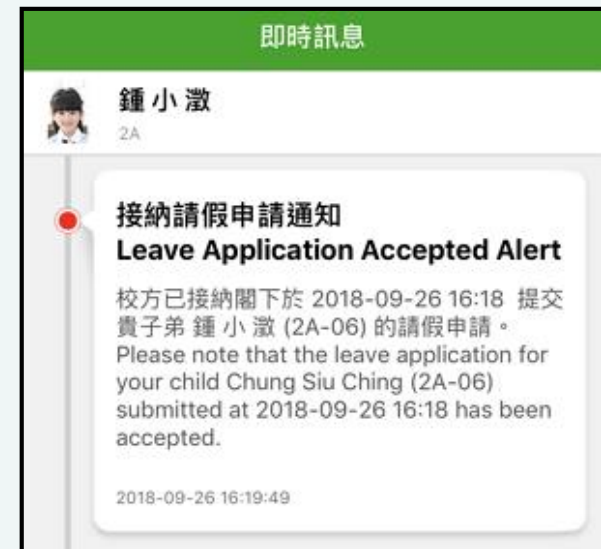 即時訊息
鍾 小 澂
2A
接納請假申請通知
Leave Application Accepted Alert
校方已接納閣下於 2018-09-26 16:18 提交
貴子弟 鍾 小 澂 (2A-06) 的請假申請。
Please note that the leave application for
your child Chung Siu Ching (2A-06)
submitted at 2018-09-26 16:18 has been
accepted.
2018-09-26 16:19:49